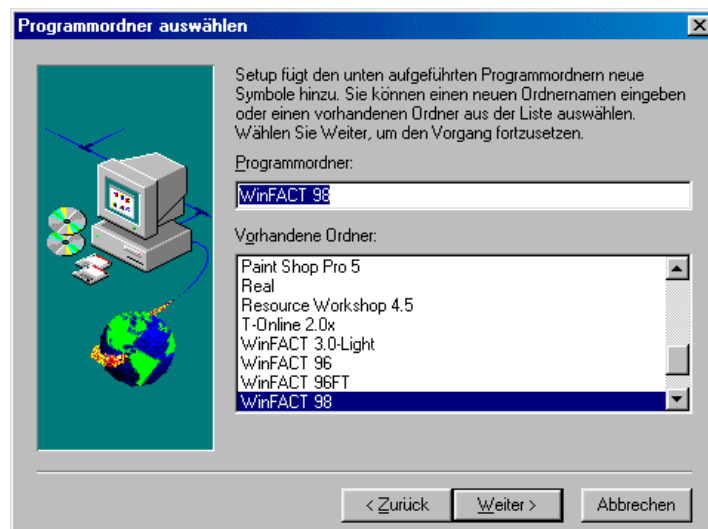 Programmordner auswählen
Setup fügt den unten aufgeführten Programmordnern neue
Symbole hinzu. Sie können einen neuen Ordnernamen eingeben
oder einen vorhandenen Ordner aus der Liste auswählen.
Wählen Sie Weiter, um den Vorgang fortzusetzen.
Programmordner:
WinFACT 98
Vorhandene Ordner:
Paint Shop Pro 5
Real
Resource Workshop 4.5
T-Online 2.0x
WinFACT 3.0-Light
WinFACT 96
WinFACT 96FT
WinFACT 98
< Zurück Weiter > Abbrechen